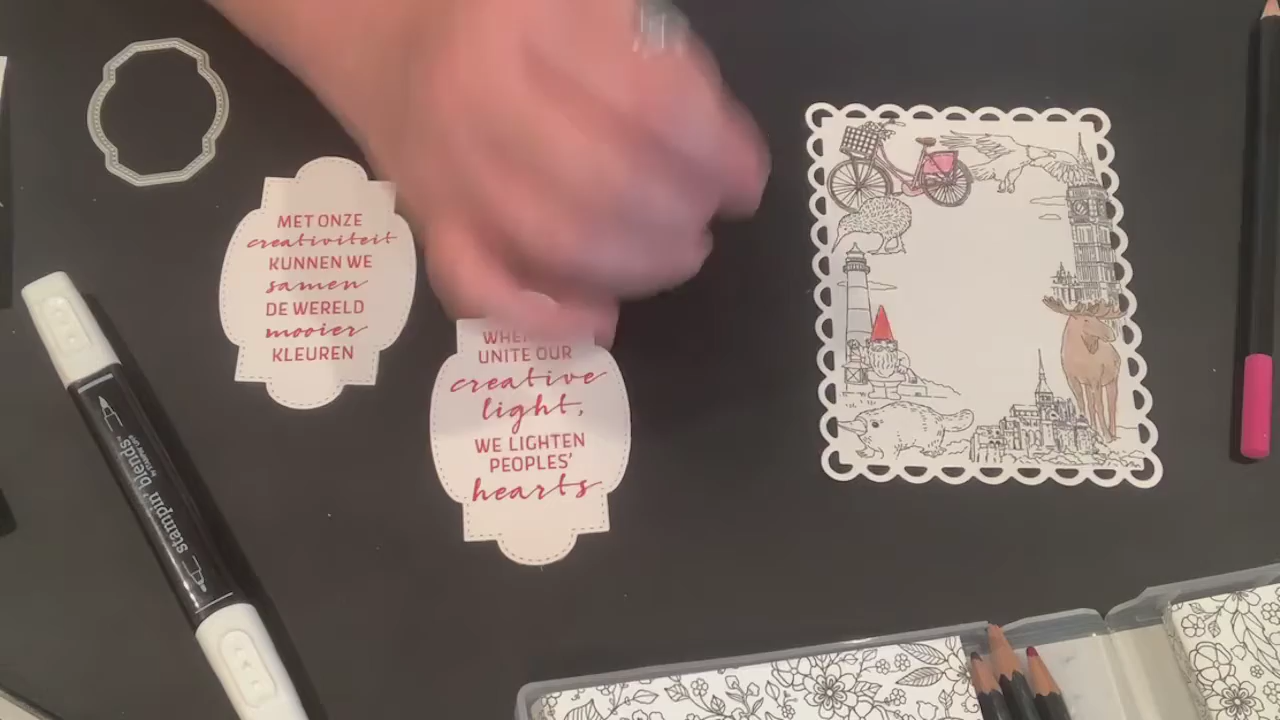 MET ONZE
creativiteit
KUNNEN WE
samen
DE WERELD
mooier
KLEUREN
UNITE OUR
creative
light,
WE LIGHTEN
PEOPLES'
hearts
stampin' blends™